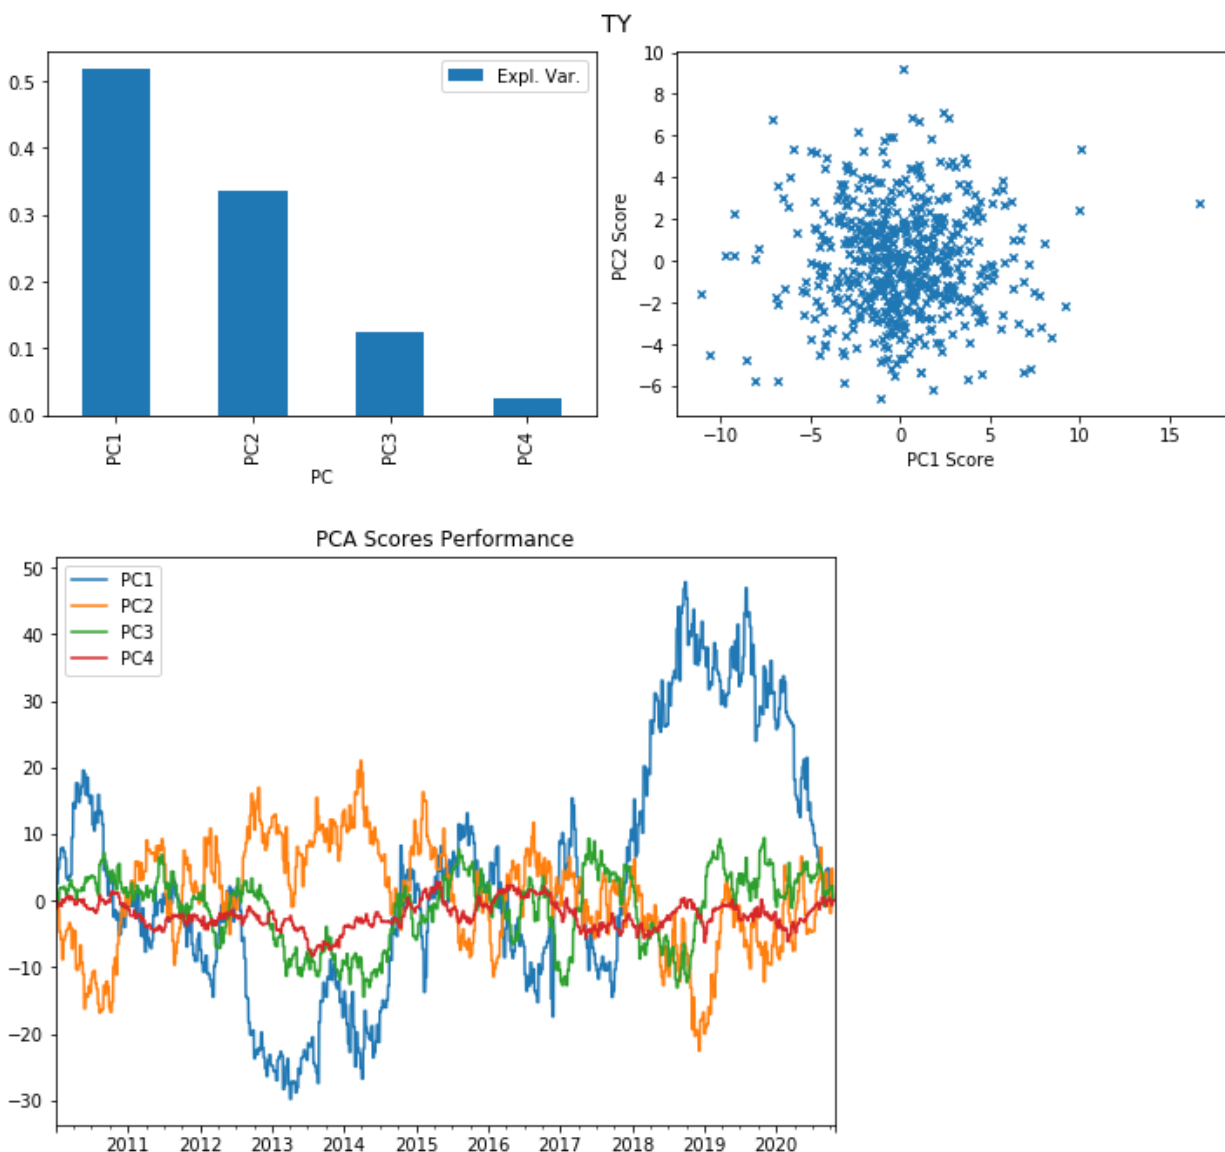 TY
0.5
0.4
0.3
0.2
0.1
0.0
Expl. Var.
PC1
PC2
PC3
PC4
PC
10
8
6
4
2
0
−2
−4
−6
PC2 Score
−10
−5
0
5
10
15
PC1 Score
PCA Scores Performance
50
40
30
20
10
0
−10
−20
−30
PC1
PC2
PC3
PC4
2011
2012
2013
2014
2015
2016
2017
2018
2019
2020